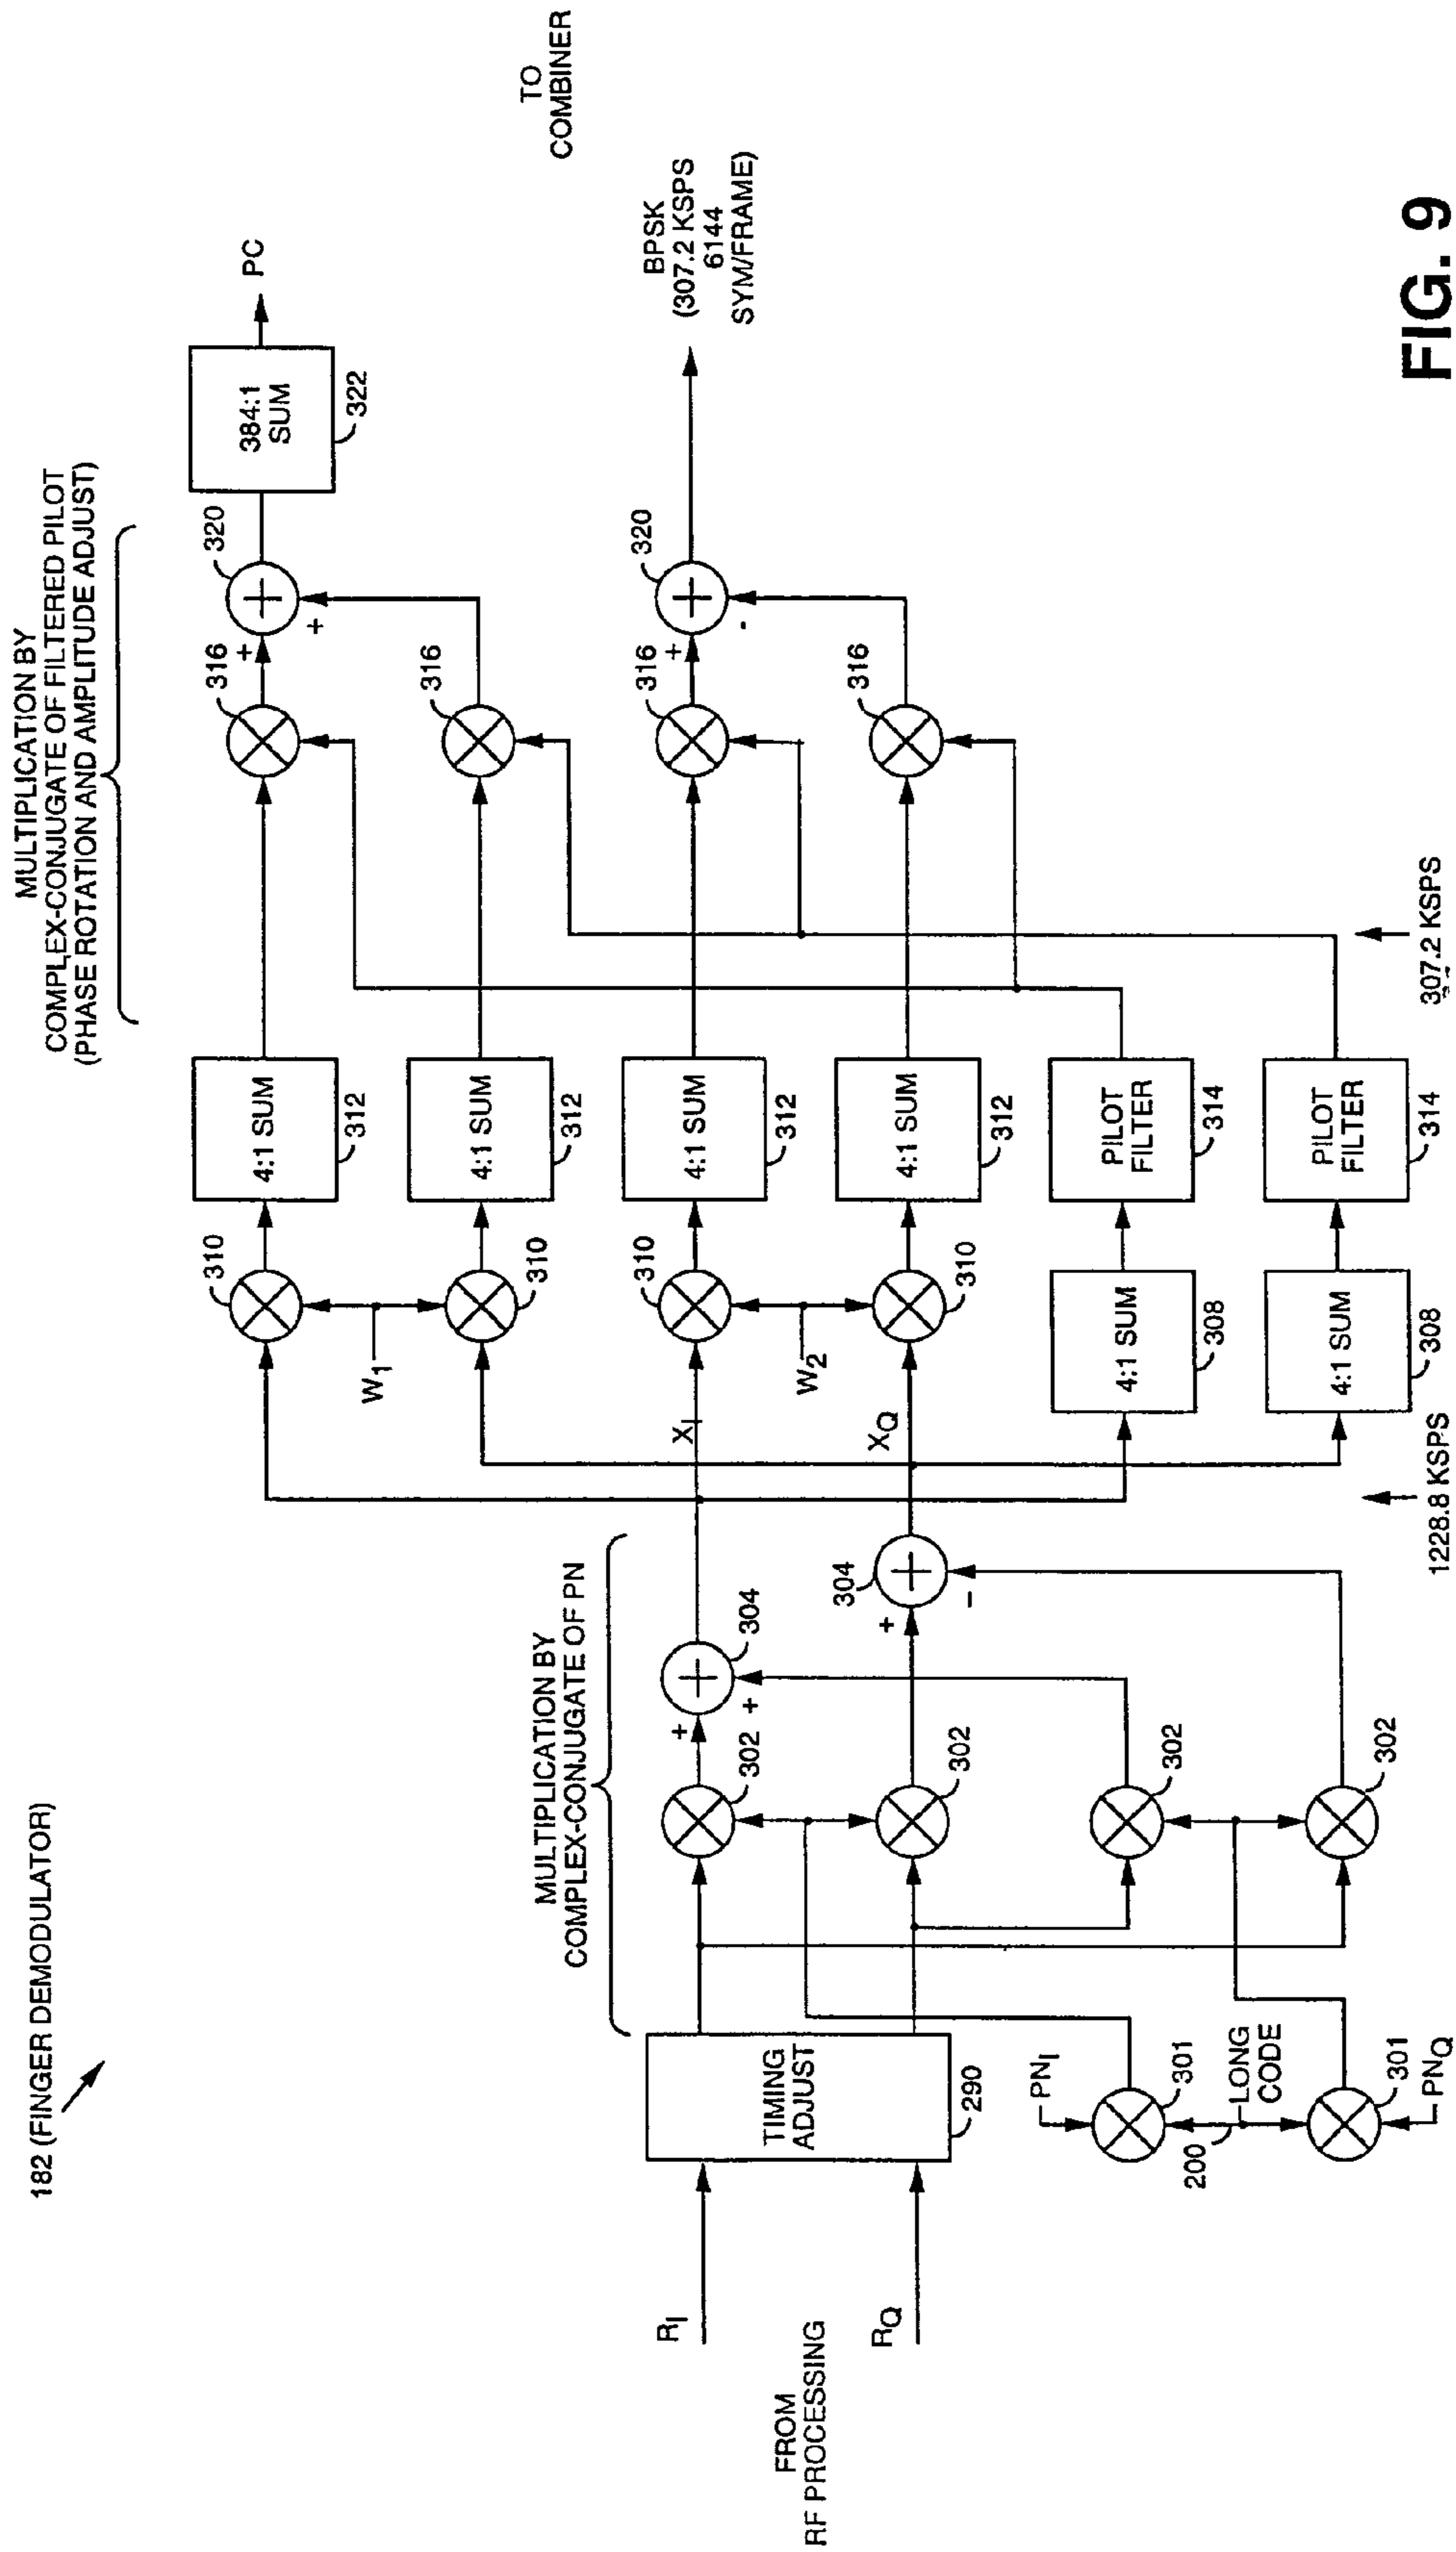 182 (FINGER DEMODULATOR)
FROM
RF PROCESSING
R_I
R_Q
TIMING
ADJUST
290
PN_I
301
200
LONG
CODE
301
PN_Q
MULTIPLICATION BY
COMPLEX-CONJUGATE OF PN
302
302
302
302
+
+
304
+
-
304
1228.8 KSPS
X_I
X_Q
W_1
W_2
310
310
310
310
4:1 SUM
308
4:1 SUM
308
4:1 SUM
312
4:1 SUM
312
4:1 SUM
312
4:1 SUM
312
PILOT
FILTER
314
PILOT
FILTER
314
307.2 KSPS
MULTIPLICATION BY
COMPLEX-CONJUGATE OF FILTERED PILOT
(PHASE ROTATION AND AMPLITUDE ADJUST)
316
316
316
316
+
+
320
+
-
320
384:1
SUM
322
PC
BPSK
(307.2 KSPS
6144
SYM/FRAME)
TO
COMBINER
FIG. 9